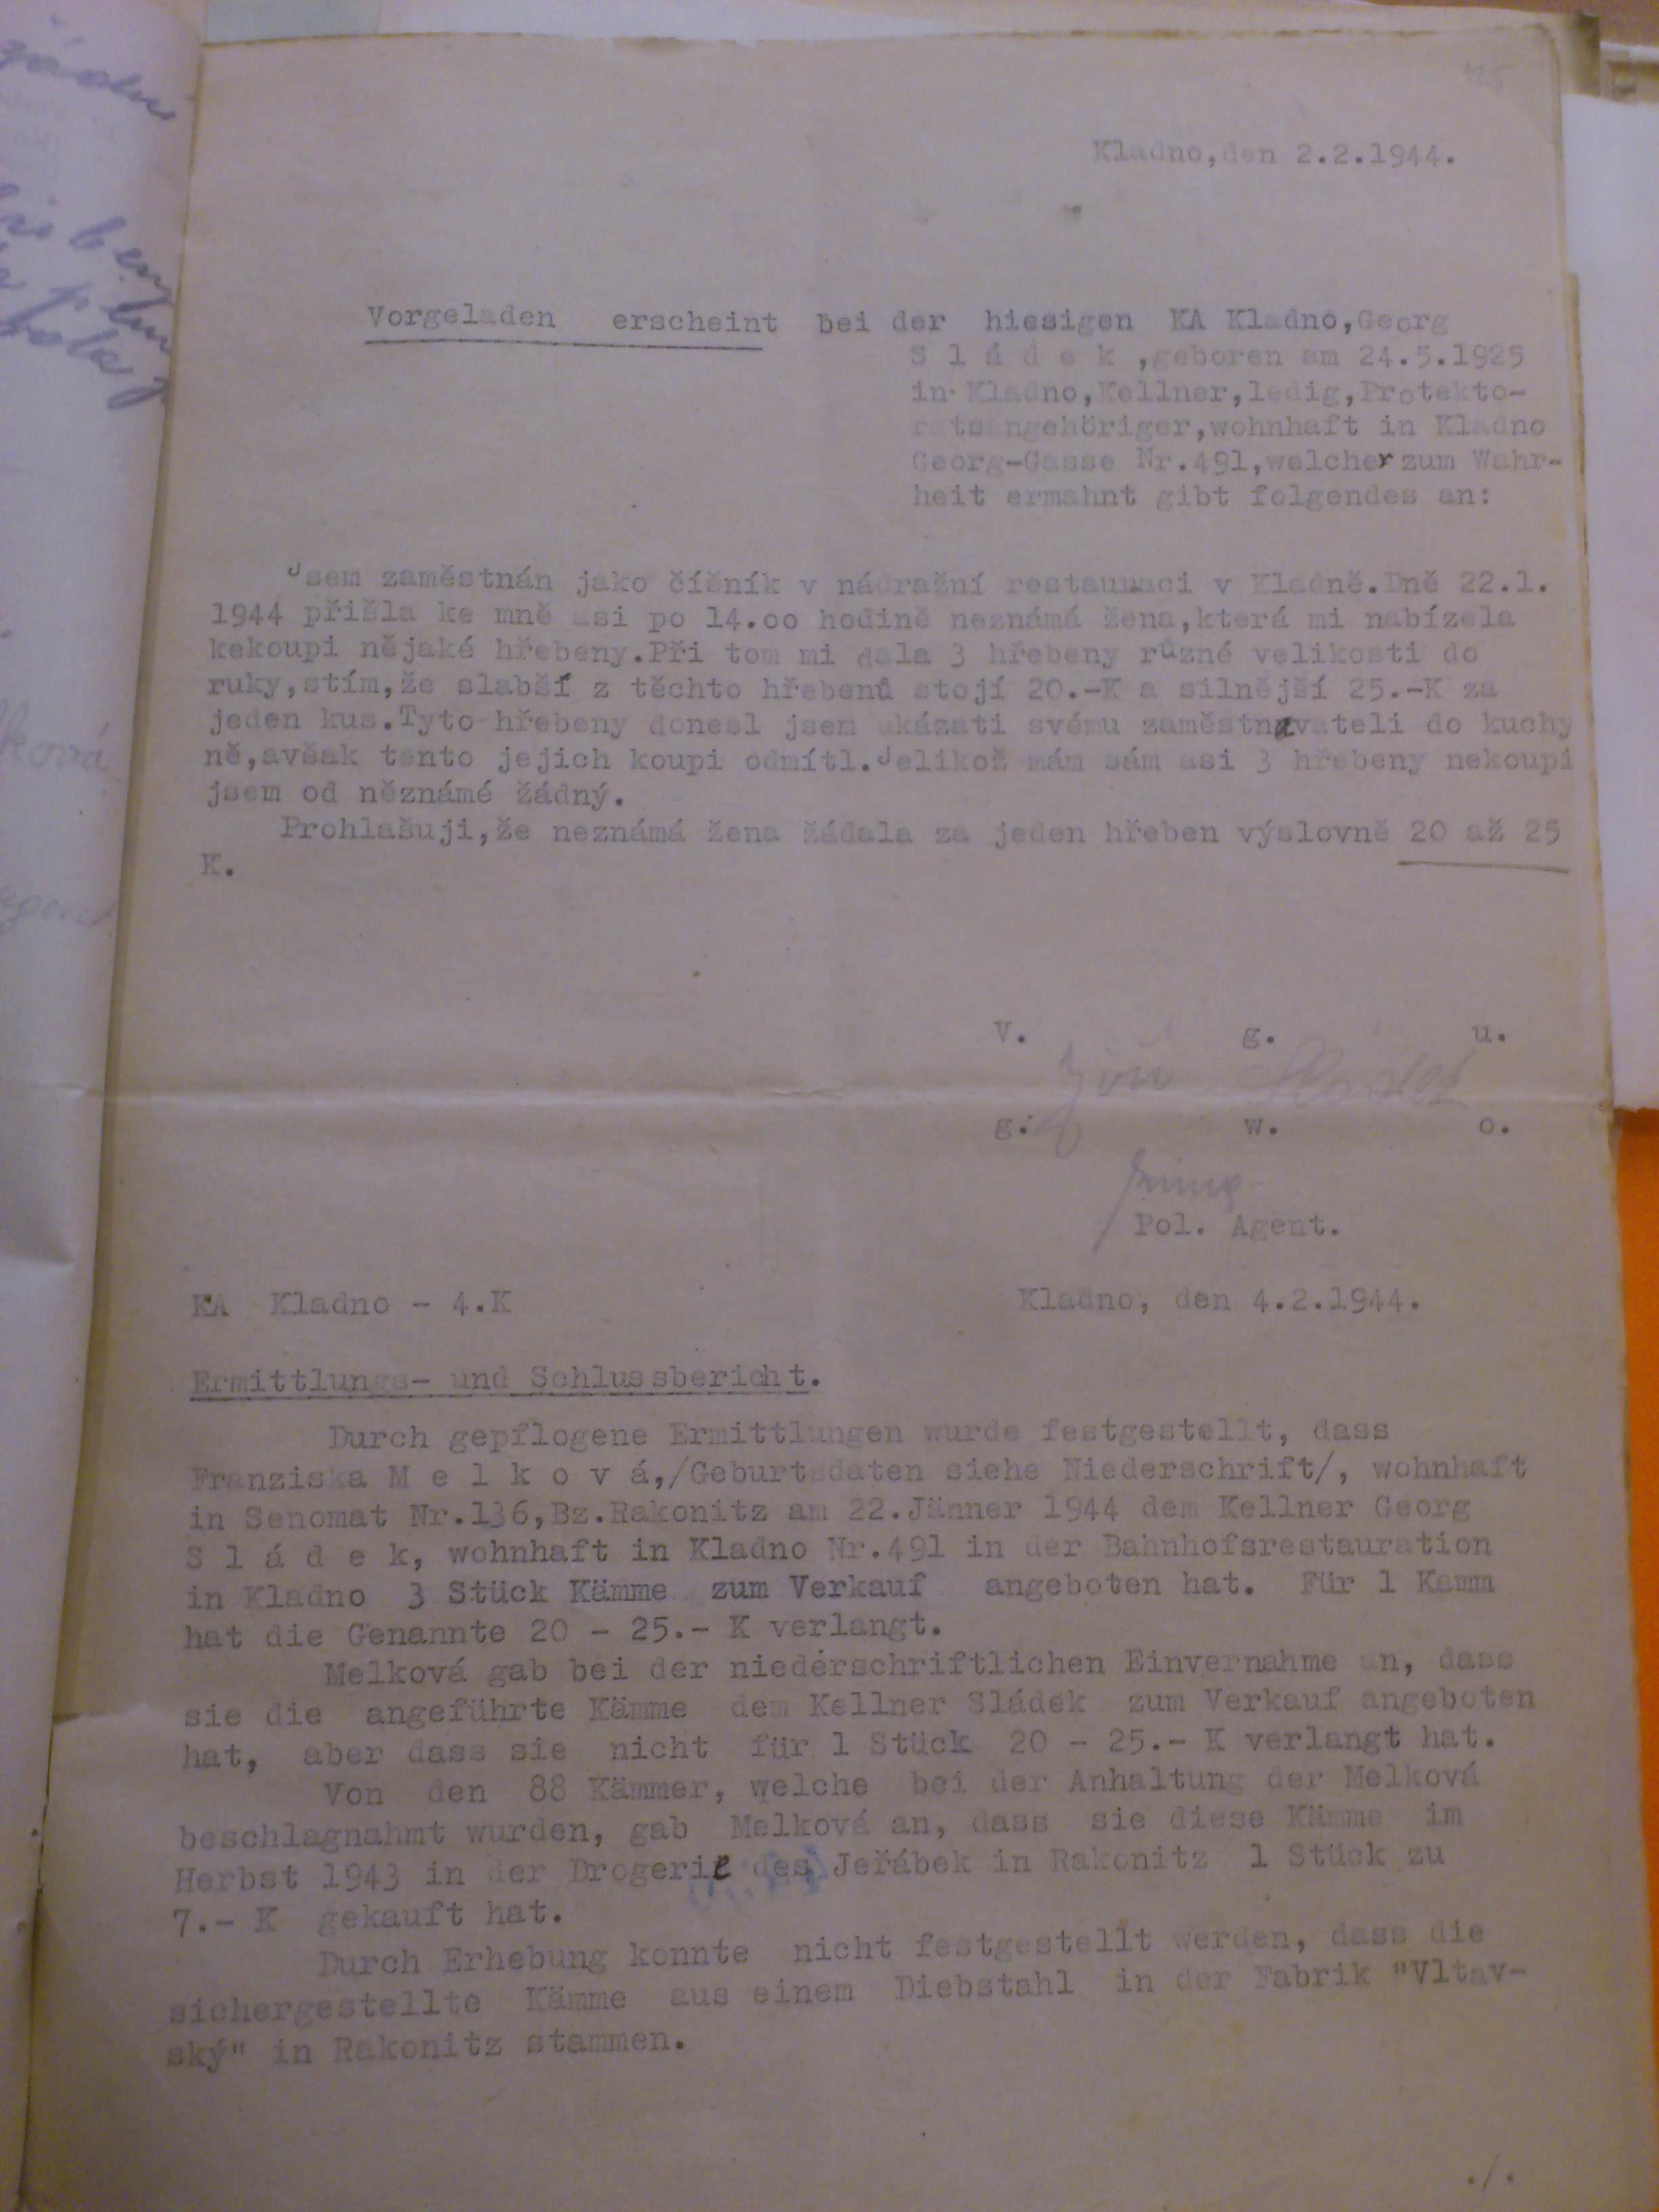 Kladno,den 2.2.1944.
Vorgeladen erscheint bei der hiesigen KA Kladno,Georg
S l á d e k ,geboren am 24.5.1925
in Kladno,Kellner,ledig,Protekto-
ratsangehöriger,wohnhaft in Kladno
Georg-Gasse Nr.491,welcher zum Wahr-
heit ermahnt gibt folgendes an:
Jsem zaměstnán jako číšník v nádražní restauraci v Kladně.Dně 22.1.
1944 přišla ke mně asi po 14.oo hodině neznámá žena,která mi nabízela
kekoupi nějaké hřebeny.Při tom mi dala 3 hřebeny různé velikosti do
ruky,stím,že slabší z těchto hřebenů stojí 20.-K a silnější 25.-K za
jeden kus.Tyto hřebeny donesl jsem ukázati svému zaměstnavateli do kuchy
ně,avšak tento jejich koupi odmítl.Jelikož mám sám asi 3 hřebeny nekoupi
jsem od něznámé žádný.
Prohlašuji,že neznámá žena žádala za jeden hřeben výslovně 20 až 25
K.
V. g. u.
Jiří Sládek
g. w. o.
Pol. Agent.
KA Kladno - 4.K Kladno, den 4.2.1944.
Ermittlungs- und Schlussbericht.
Durch gepflogene Ermittlungen wurde festgestellt, dass
Franziska M e l k o v á,/Geburtsdaten siehe Niederschrift/, wohnhaft
in Senomat Nr.136,Bz.Rakonitz am 22.Jänner 1944 dem Kellner Georg
S l á d e k, wohnhaft in Kladno Nr.491 in der Bahnhofsrestauration
in Kladno 3 Stück Kämme zum Verkauf angeboten hat. Für 1 Kamm
hat die Genannte 20 - 25.- K verlangt.
Melková gab bei der niederschriftlichen Einvernahme an, dass
sie die angeführte Kämme dem Kellner Sládek zum Verkauf angeboten
hat, aber dass sie nicht für 1 Stück 20 - 25.- K verlangt hat.
Von den 88 Kämmer, welche bei der Anhaltung der Melková
beschlagnahmt wurden, gab Melková an, dass sie diese Kämme im
Herbst 1943 in der Drogerie des Jeřábek in Rakonitz 1 Stück zu
7.- K gekauft hat.
Durch Erhebung konnte nicht festgestellt werden, dass die
sichergestellte Kämme aus einem Diebstahl in der Fabrik "Vltav-
ský" in Rakonitz stammen.
./.